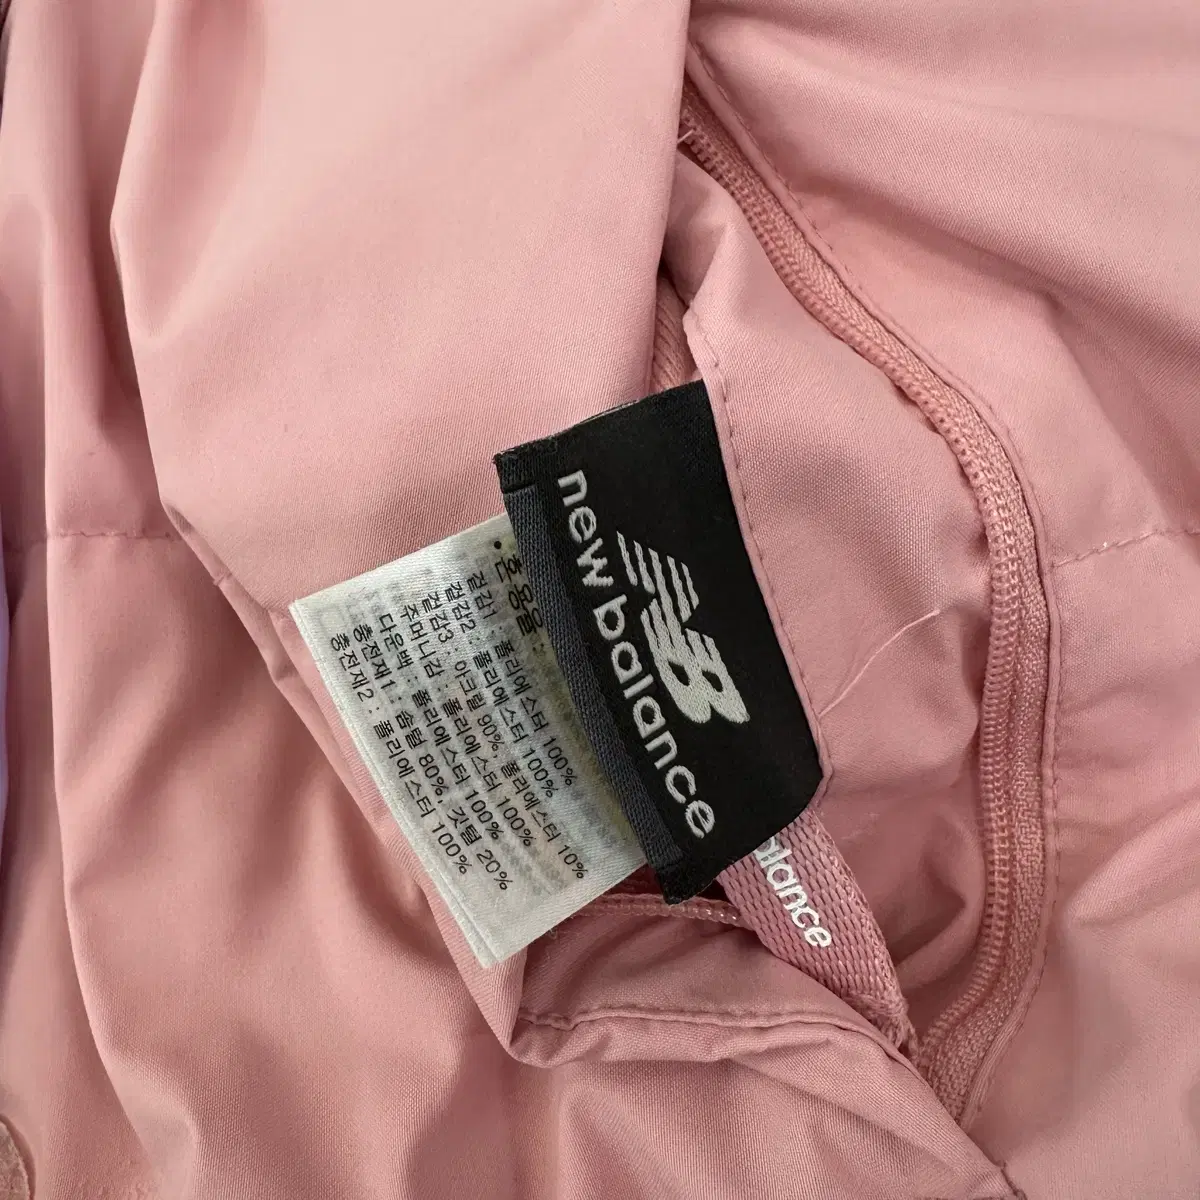 new balance
• 혼용율 :
겉감1 : 폴리에스터 100%
겉감2 : 폴리에스터 100%
겉감3 : 아크릴 90%, 폴리에스터 10%
주머니감 : 폴리에스터 100%
다운백 : 폴리에스터 100%
충전재1 : 솜털 80%, 깃털 20%
충전재2 : 폴리에스터 100%
balance